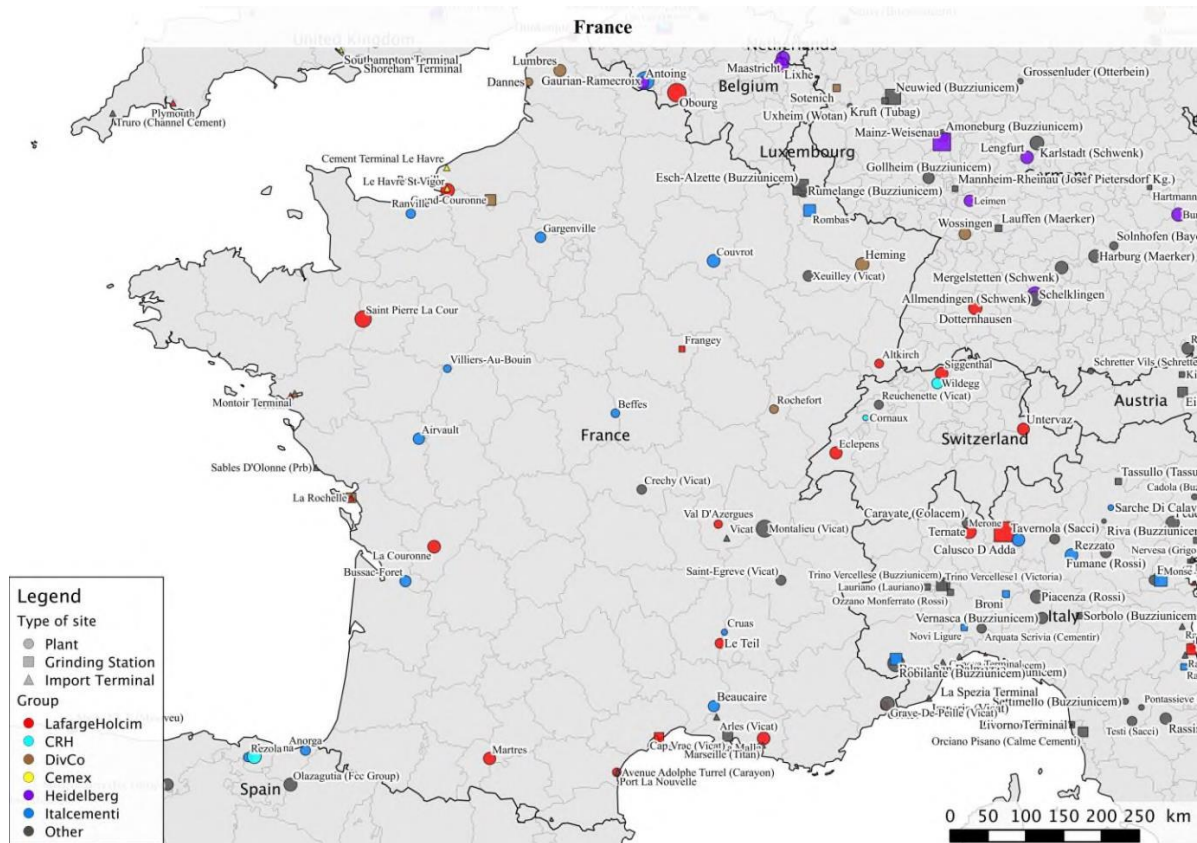 France
United Kingdom
Southampton Terminal
Shoreham Terminal
Plymouth
Truro (Channel Cement)
Lumbres
Dannes
Gaurian-Ramecroix
Antoing
Obourg
Netherlands
Maastricht
Lixhe
Belgium
Sotenich
Uxheim (Wotan)
Kruft (Tubag)
Neuwied (Buzziunicem)
Grossenluder (Otterbein)
Mainz-Weisenau
Amoneburg (Buzziunicem)
Lengfurt
Karlstadt (Schwenk)
Luxembourg
Gollheim (Buzziunicem)
Esch-Alzette (Buzziunicem)
Rumelange (Buzziunicem)
Mannheim-Rheinau (Josef Pietersdorf Kg.)
Leimen
Rombas
Wossingen
Lauffen (Maerker)
Solnhofen
Harburg (Maerker)
Mergelstetten (Schwenk)
Allmendingen (Schwenk)
Schelklingen
Dotternhausen
Cement Terminal Le Havre
Le Havre St-Vigor
Ranville
Grand-Couronne
Gargenville
Couvrot
Heming
Xeuilley (Vicat)
Saint Pierre La Cour
Frangey
Altkirch
Villiers-Au-Bouin
Siggenthal
Wildegg
Schretter Vils
Reuchenette (Vicat)
Cornaux
Austria
Montoir Terminal
Beffes
Rochefort
France
Airvault
Untervaz
Switzerland
Eclepens
Sables D'Olonne (Prb)
Crechy (Vicat)
La Rochelle
Val D'Azergues
Vicat
Montalieu (Vicat)
Caravate (Colacem)
Ternate
Merone
Tavernola (Sacci)
Calusco D Adda
Rezzato
Fumane (Rossi)
Sarche Di Calav
Riva (Buzziunicem)
La Couronne
Bussac-Foret
Saint-Egreve (Vicat)
Trino Vercellese (Buzziunicem)
Trino Vercellese1 (Victoria)
Lauriano (Lauriano)
Ozzano Monferrato (Rossi)
Broni
Piacenza (Rossi)
Vernasca (Buzziunicem)
Italy
Sorbolo (Buzziunicem)
Novi Ligure
Arquata Scrivia (Cementir)
Cruas
Le Teil
Robilante (Buzziunicem)
Beaucaire
Grave-De-Peille (Vicat)
La Spezia Terminal
Settimello (Buzziunicem)
Pontassieve
Livorno Terminal
Testi (Sacci)
Orciano Pisano (Calme Cementi)
Arles (Vicat)
Cap Vrac (Vicat)
Marseille (Titan)
Martres
Avenue Adolphe Turrel (Carayon)
Port La Nouvelle
Rezola
Anorga
Olazagutia (Fcc Group)
Spain
Legend
Type of site
Plant
Grinding Station
Import Terminal
Group
LafargeHolcim
CRH
DivCo
Cemex
Heidelberg
Italcementi
Other
0 50 100 150 200 250 km